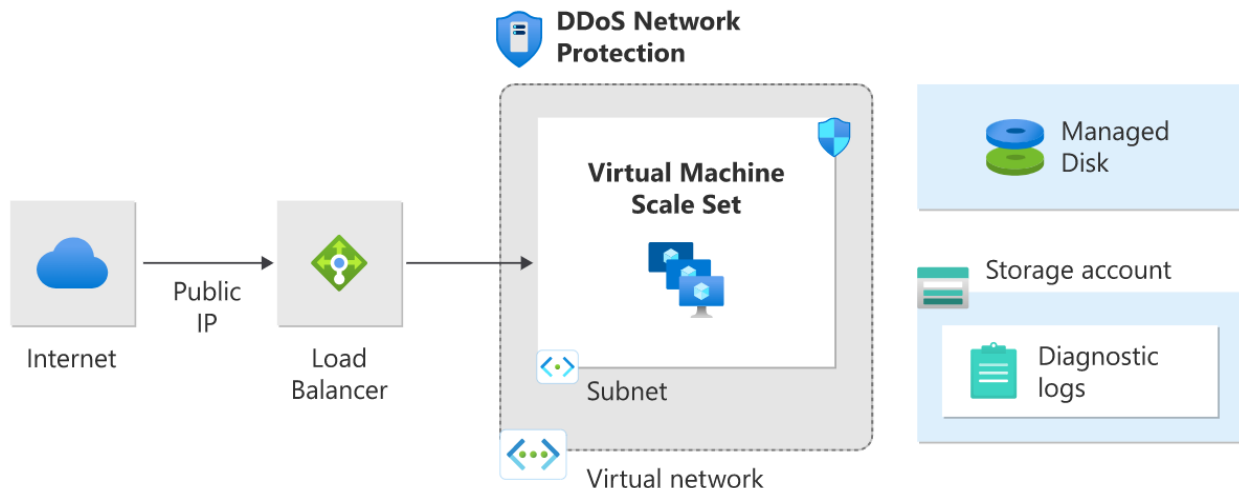 DDoS Network
Protection
Virtual Machine
Scale Set
Managed
Disk
Public
IP
Internet
Load
Balancer
Subnet
Virtual network
Storage account
Diagnostic
logs